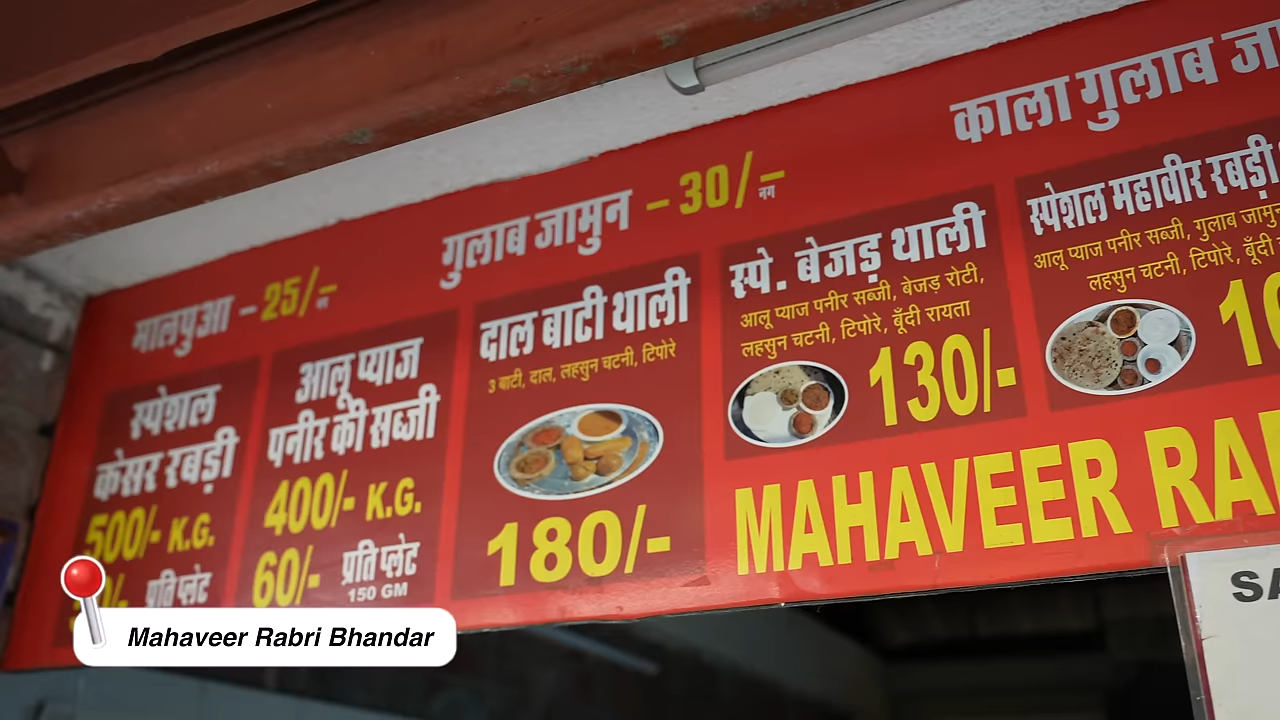 काला गुलाब
गुलाब जामुन – 30/- नग
मालपुआ – 25/-
स्पेशल
केसर रबड़ी
500/- K.G.
प्रति प्लेट
आलू प्याज
पनीर की सब्जी
400/- K.G.
60/- प्रति प्लेट
150 GM
दाल बाटी थाली
3 बाटी, दाल, लहसुन चटनी, टिपोरे
180/-
स्पे. बेजड़ थाली
आलू प्याज पनीर सब्जी, बेजड़ रोटी,
लहसुन चटनी, टिपोरे, बूँदी रायता
130/-
स्पेशल महावीर रबड़ी
आलू प्याज पनीर सब्जी, गुलाब जामुन
लहसुन चटनी, टिपोरे, बूँदी
MAHAVEER
Mahaveer Rabri Bhandar